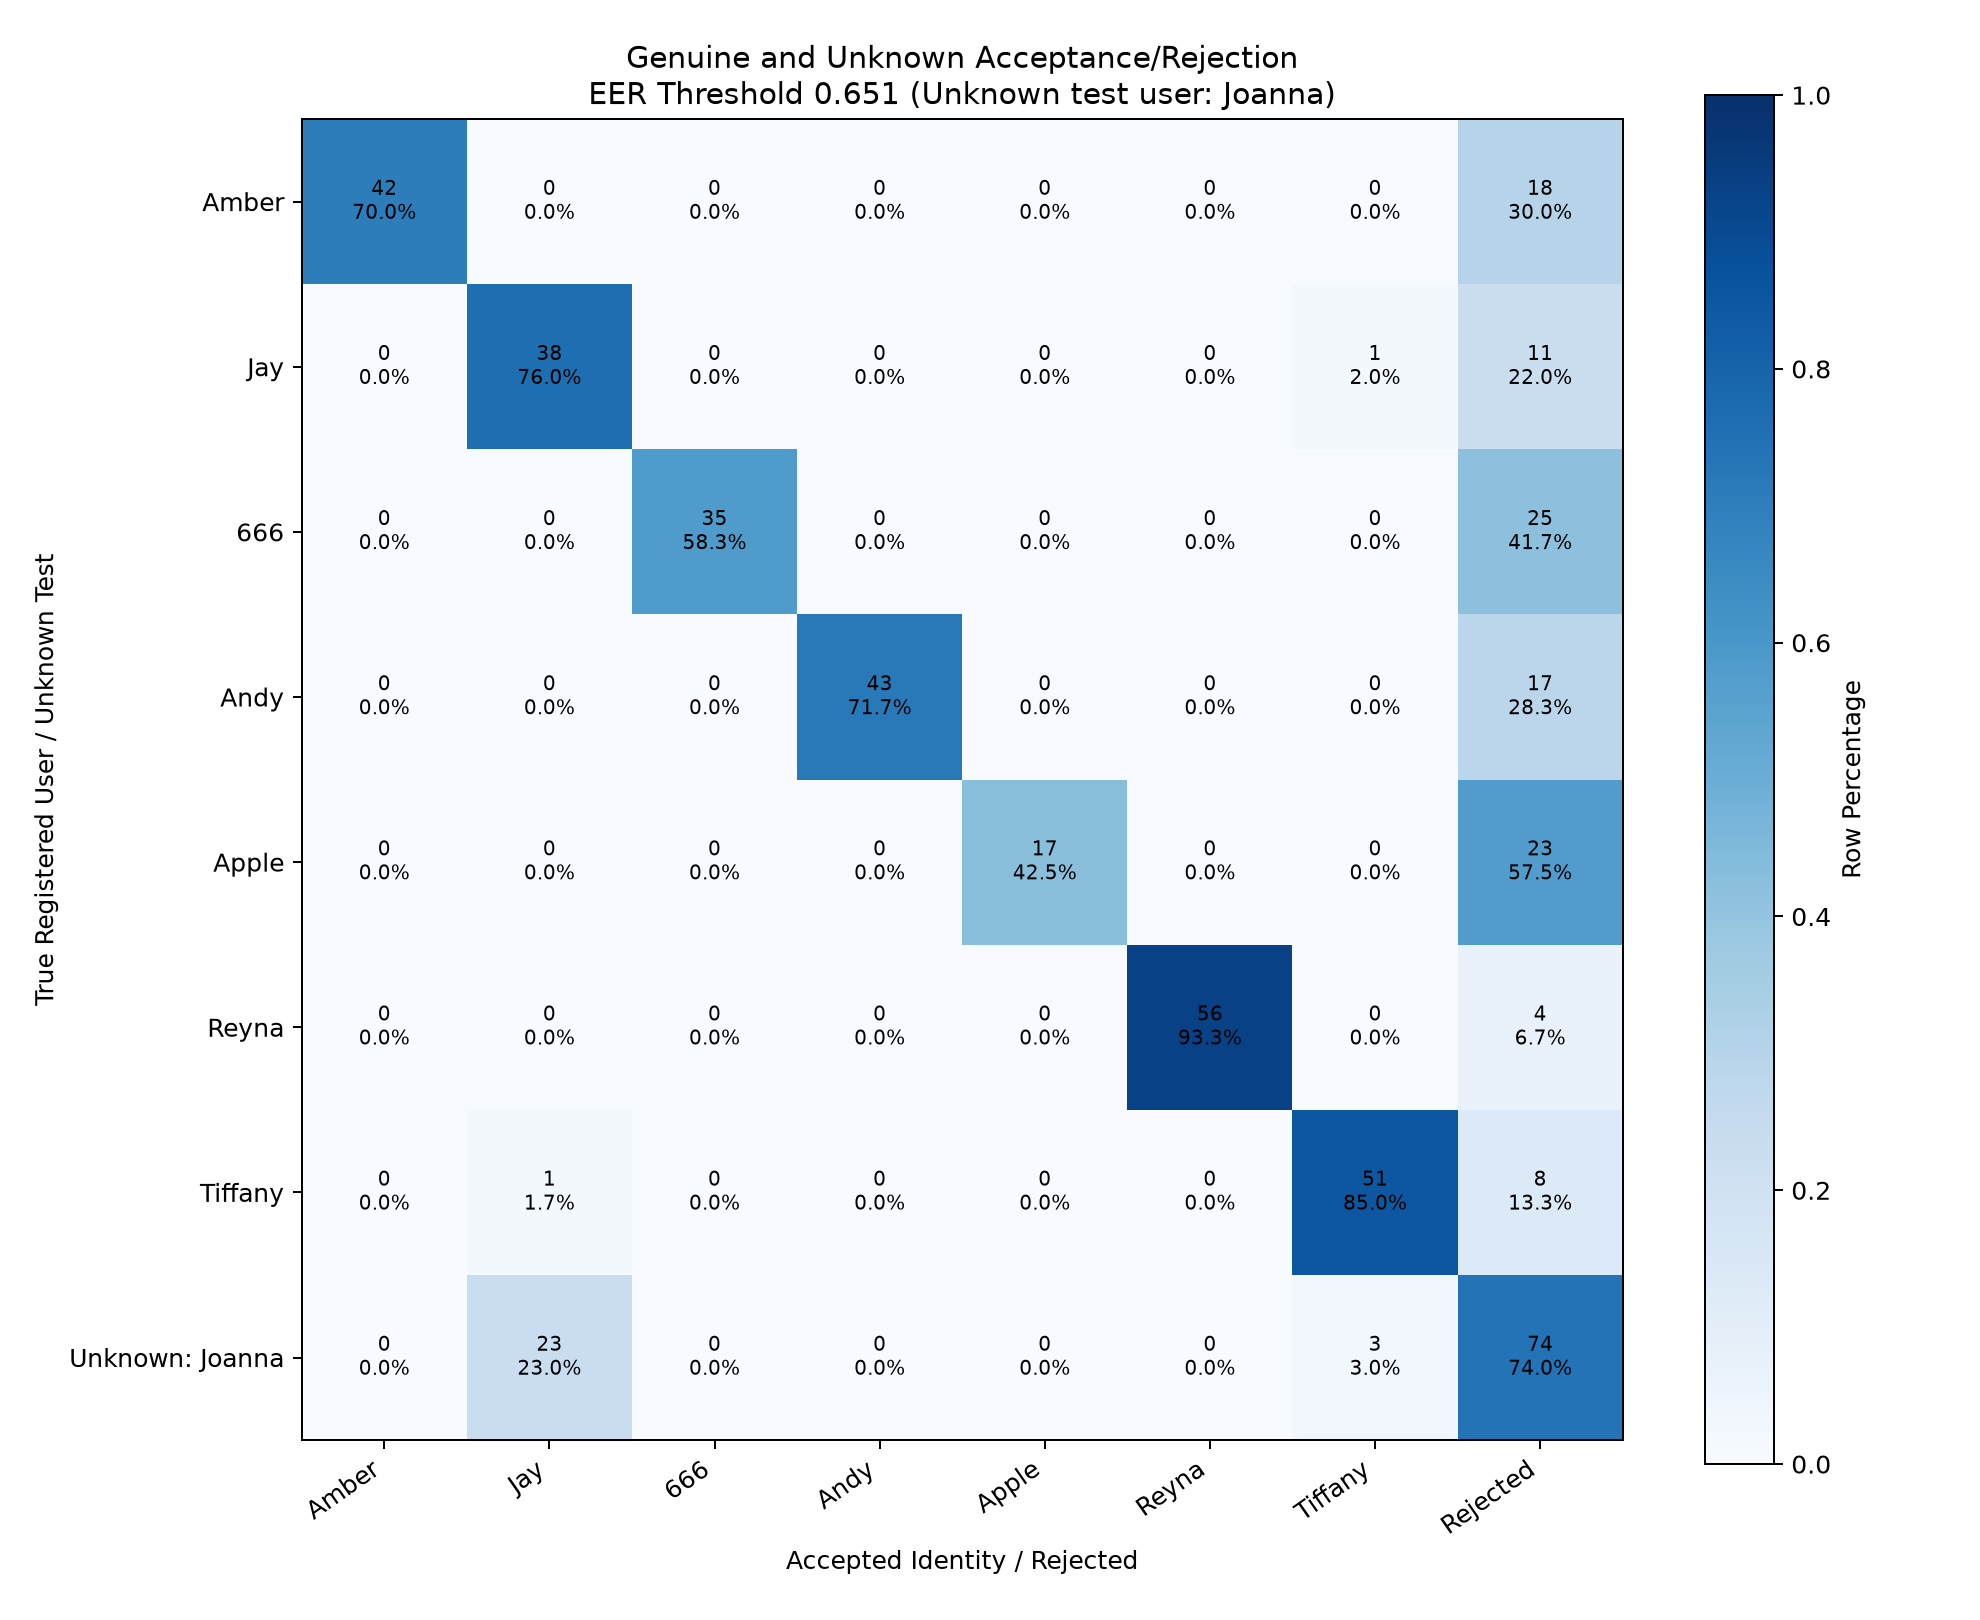 Genuine and Unknown Acceptance/Rejection
EER Threshold 0.651 (Unknown test user: Joanna)
True Registered User / Unknown Test
Amber
42 0 0 0 0 0 0 18
70.0% 0.0% 0.0% 0.0% 0.0% 0.0% 0.0% 30.0%
Jay
0 38 0 0 0 0 1 11
0.0% 76.0% 0.0% 0.0% 0.0% 0.0% 2.0% 22.0%
666
0 0 35 0 0 0 0 25
0.0% 0.0% 58.3% 0.0% 0.0% 0.0% 0.0% 41.7%
Andy
0 0 0 43 0 0 0 17
0.0% 0.0% 0.0% 71.7% 0.0% 0.0% 0.0% 28.3%
Apple
0 0 0 0 17 0 0 23
0.0% 0.0% 0.0% 0.0% 42.5% 0.0% 0.0% 57.5%
Reyna
0 0 0 0 0 56 0 4
0.0% 0.0% 0.0% 0.0% 0.0% 93.3% 0.0% 6.7%
Tiffany
0 1 0 0 0 0 51 8
0.0% 1.7% 0.0% 0.0% 0.0% 0.0% 85.0% 13.3%
Unknown: Joanna
0 23 0 0 0 0 3 74
0.0% 23.0% 0.0% 0.0% 0.0% 0.0% 3.0% 74.0%
Amber Jay 666 Andy Apple Reyna Tiffany Rejected
Accepted Identity / Rejected
1.0
0.8
0.6
0.4
0.2
0.0
Row Percentage